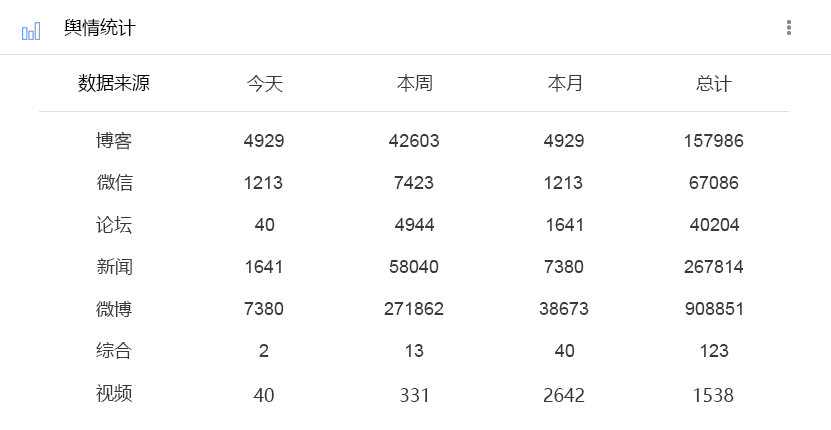 舆情统计
数据来源 今天 本周 本月 总计
博客 4929 42603 4929 157986
微信 1213 7423 1213 67086
论坛 40 4944 1641 40204
新闻 1641 58040 7380 267814
微博 7380 271862 38673 908851
综合 2 13 40 123
视频 40 331 2642 1538